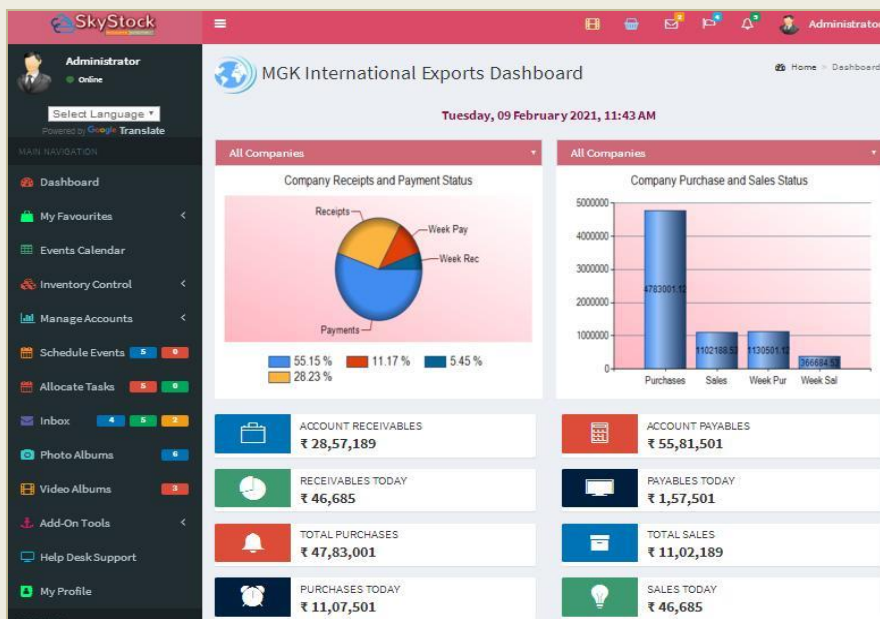 SkyStock
Administrator
Administrator
Online
Select Language
Powered by Google Translate
MAIN NAVIGATION
Dashboard
My Favourites
Events Calendar
Inventory Control
Manage Accounts
Schedule Events 5 0
Allocate Tasks 5 0
Inbox 4 5 2
Photo Albums 6
Video Albums 3
Add-On Tools
Help Desk Support
My Profile
MGK International Exports Dashboard
Home > Dashboard
Tuesday, 09 February 2021, 11:43 AM
All Companies
Company Receipts and Payment Status
Receipts
Week Pay
Week Rec
Payments
55.15 % 11.17 % 5.45 %
28.23 %
All Companies
Company Purchase and Sales Status
5000000
4000000
3000000
2000000
1000000
0
4783001.12
1102188.52
1130501.12
366684.52
Purchases Sales Week Pur Week Sal
ACCOUNT RECEIVABLES
₹ 28,57,189
ACCOUNT PAYABLES
₹ 55,81,501
RECEIVABLES TODAY
₹ 46,685
PAYABLES TODAY
₹ 1,57,501
TOTAL PURCHASES
₹ 47,83,001
TOTAL SALES
₹ 11,02,189
PURCHASES TODAY
₹ 11,07,501
SALES TODAY
₹ 46,685